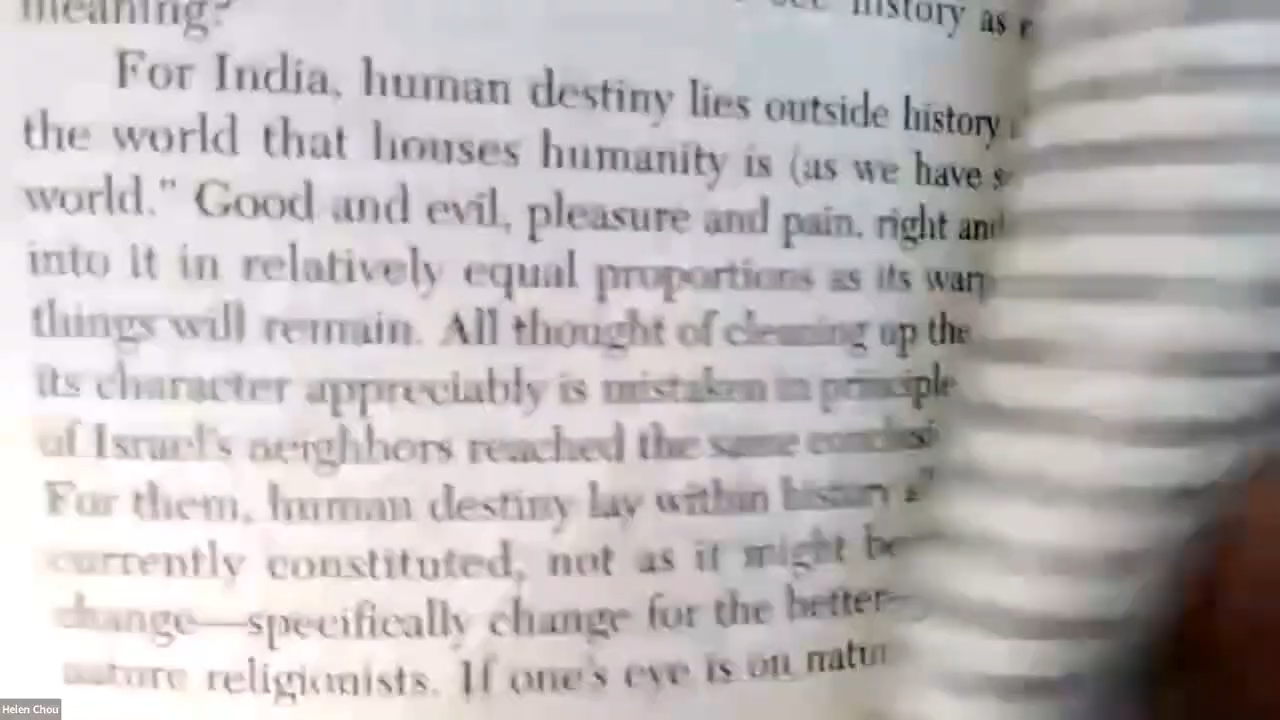 meaning?
history as
For India, human destiny lies outside history
the world that houses humanity is (as we have
world." Good and evil, pleasure and pain, right and
into it in relatively equal proportions as its warp
things will remain. All thought of cleaning up the
its character appreciably is mistaken in principle
of Israel's neighbors reached the same
For them, human destiny lay within
currently constituted, not as it might be
change—specifically change for the better
nature religionists. If one's eye is on
Helen Chou